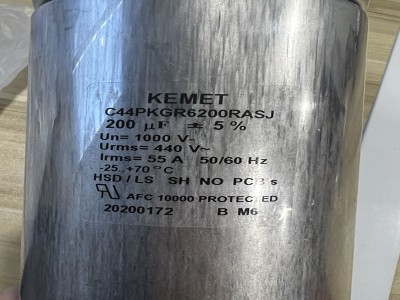 KEMET
C44PKGR6200RASJ
200 µF ± 5%
Un= 1000 V~
Urms= 440 V~
Irms= 55 A 50/60 Hz
-25..+70°C
HSD / LS SH NO PCB s
AFC 10000 PROTECTED
20200172 B M6